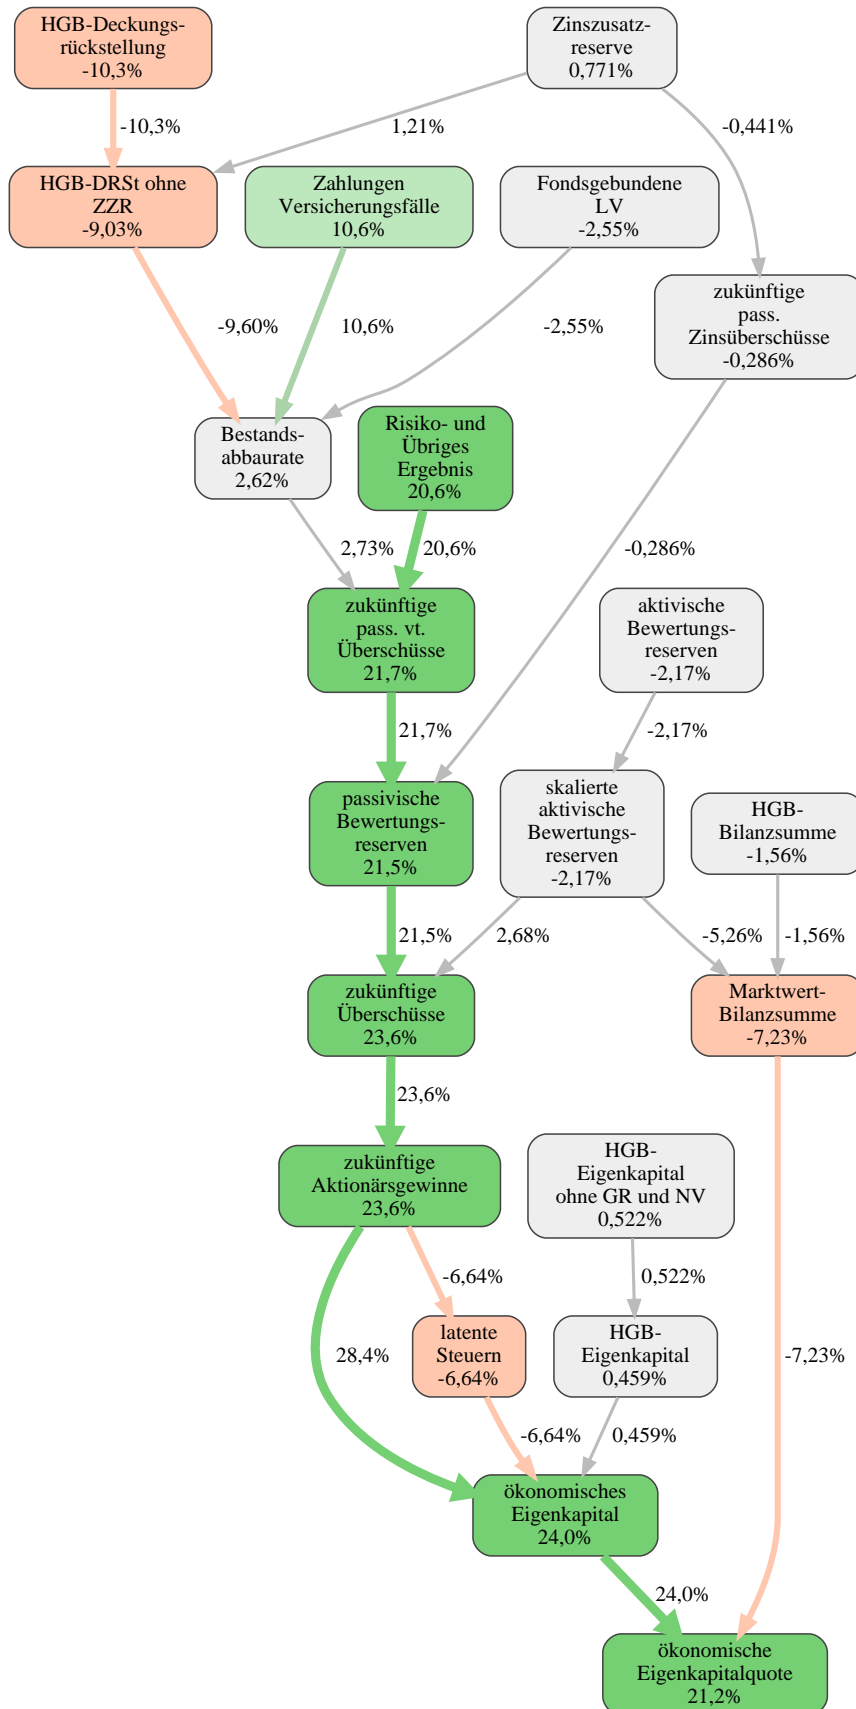 HGB-Deckungs-
rückstellung
-10,3%
Zinszusatz-
reserve
0,771%
-10,3%
1,21%
-0,441%
HGB-DRSt ohne
ZZR
-9,03%
Zahlungen
Versicherungsfälle
10,6%
Fondsgebundene
LV
-2,55%
zukünftige
pass.
Zinsüberschüsse
-0,286%
-9,60%
10,6%
-2,55%
Bestands-
abbaurate
2,62%
Risiko- und
Übriges
Ergebnis
20,6%
2,73%
20,6%
-0,286%
zukünftige
pass. vt.
Überschüsse
21,7%
aktivische
Bewertungs-
reserven
-2,17%
21,7%
-2,17%
passivische
Bewertungs-
reserven
21,5%
skalierte
aktivische
Bewertungs-
reserven
-2,17%
HGB-
Bilanzsumme
-1,56%
21,5%
2,68%
-5,26%
-1,56%
zukünftige
Überschüsse
23,6%
Marktwert-
Bilanzsumme
-7,23%
23,6%
zukünftige
Aktionärsgewinne
23,6%
HGB-
Eigenkapital
ohne GR und NV
0,522%
-6,64%
0,522%
28,4%
latente
Steuern
-6,64%
HGB-
Eigenkapital
0,459%
-7,23%
-6,64%
0,459%
ökonomisches
Eigenkapital
24,0%
24,0%
ökonomische
Eigenkapitalquote
21,2%